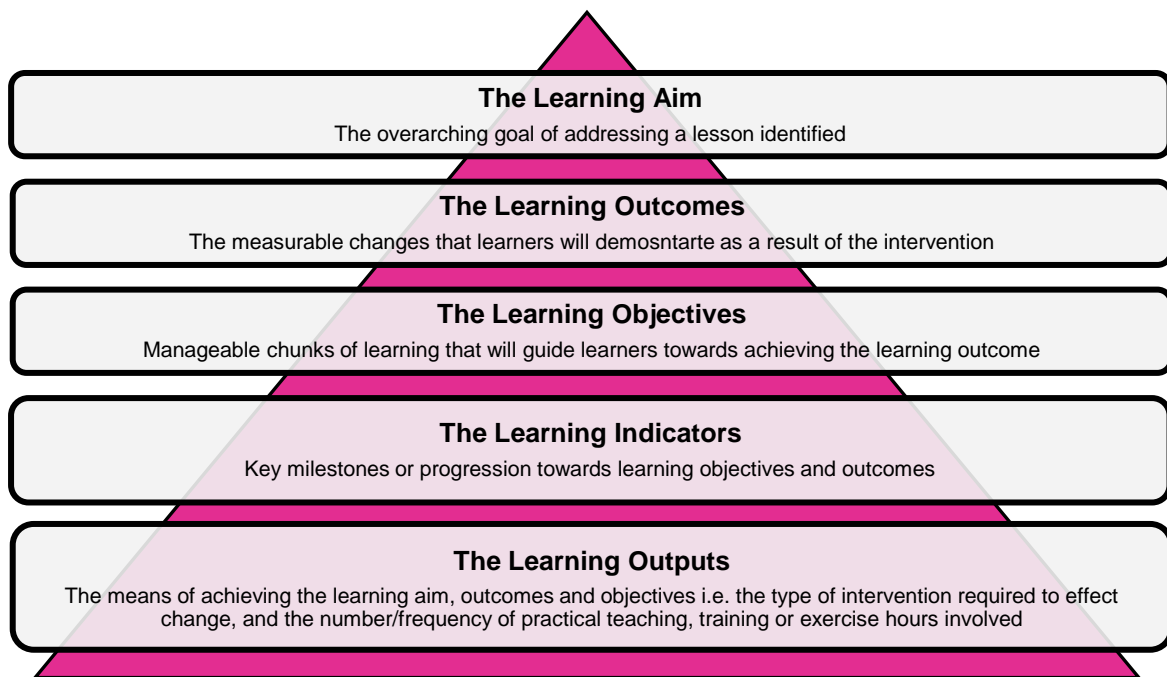 The Learning Aim
The overarching goal of addressing a lesson identified
The Learning Outcomes
The measurable changes that learners will demosntarte as a result of the intervention
The Learning Objectives
Manageable chunks of learning that will guide learners towards achieving the learning outcome
The Learning Indicators
Key milestones or progression towards learning objectives and outcomes
The Learning Outputs
The means of achieving the learning aim, outcomes and objectives i.e. the type of intervention required to effect
change, and the number/frequency of practical teaching, training or exercise hours involved